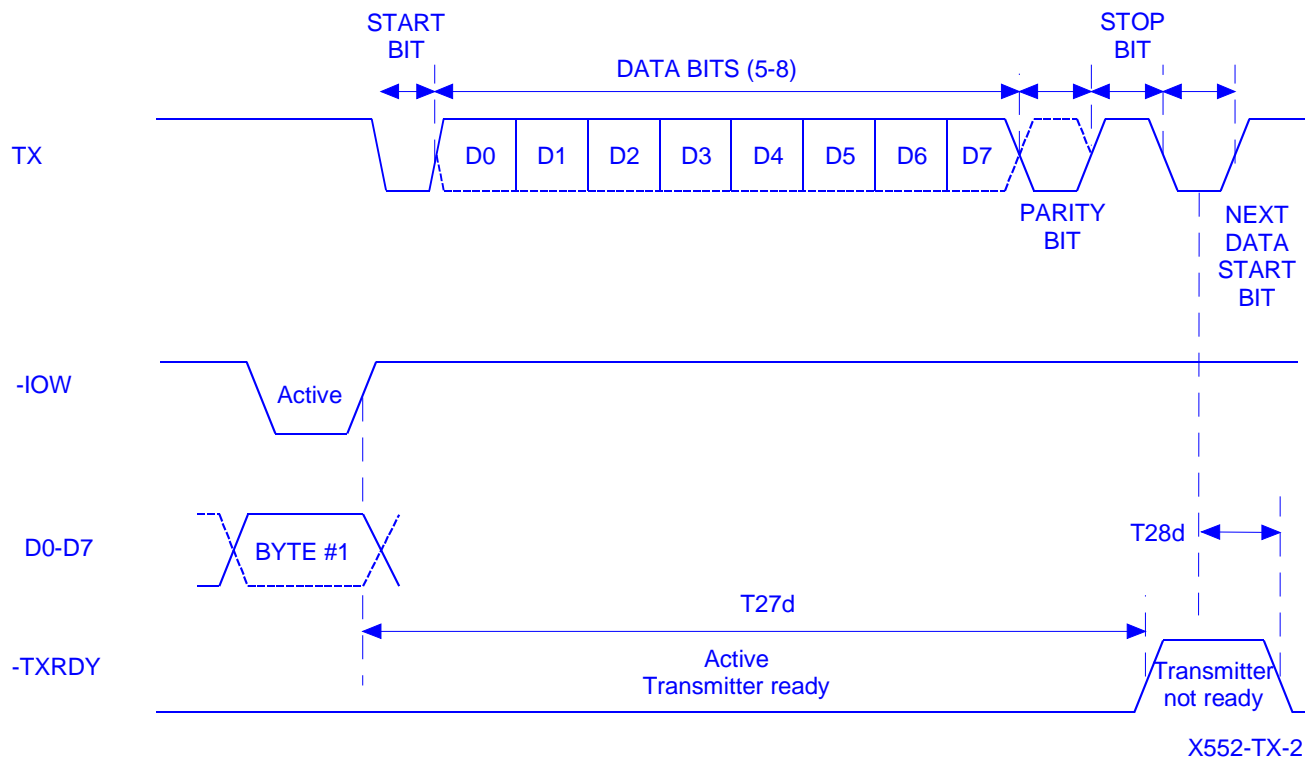 START
BIT
STOP
BIT
DATA BITS (5-8)
TX
D0 D1 D2 D3 D4 D5 D6 D7
PARITY
BIT
NEXT
DATA
START
BIT
-IOW
Active
D0-D7
BYTE #1
T28d
T27d
-TXRDY
Active
Transmitter ready
Transmitter
not ready
X552-TX-2